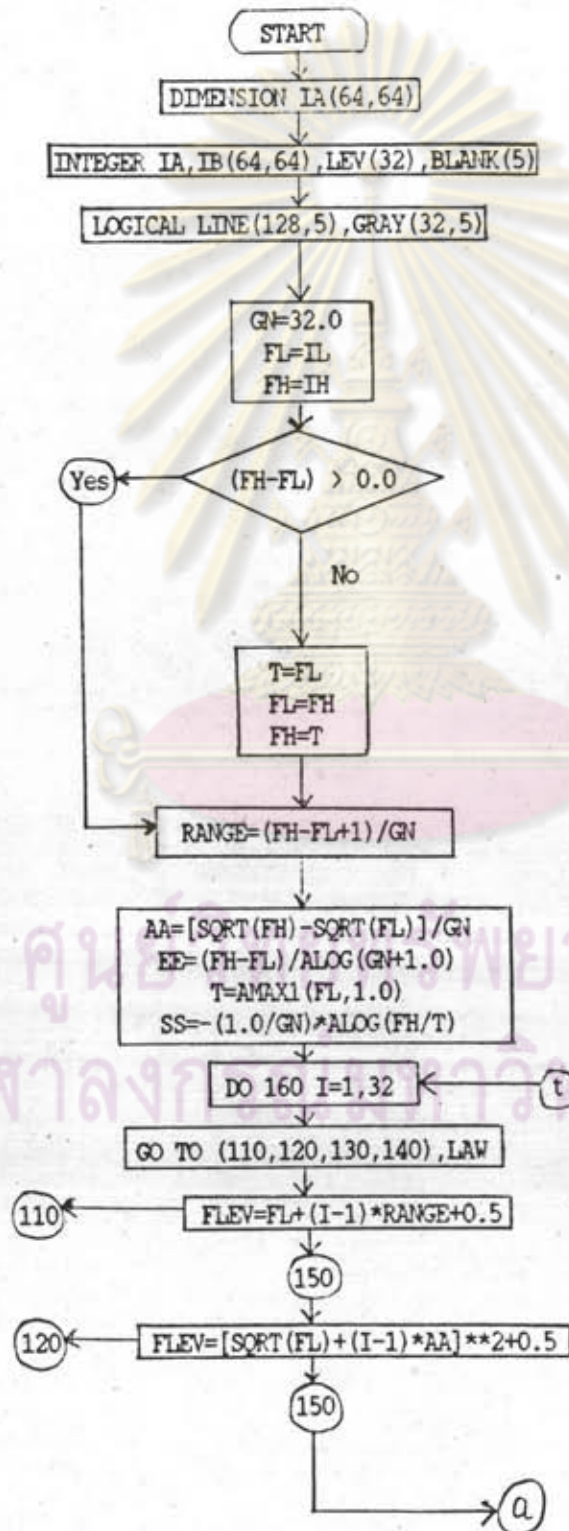 START
DIMENSION IA(64,64)
INTEGER IA,IB(64,64),LEV(32),BLANK(5)
LOGICAL LINE(128,5),GRAY(32,5)
GN=32.0
FL=IL
FH=IH
Yes
(FH-FL) > 0.0
No
T=FL
FL=FH
FH=T
RANGE=(FH-FL+1)/GN
AA=[SQRT(FH)-SQRT(FL)]/GN
EE=(FH-FL)/ALOG(GN+1.0)
T=AMAX1(FL,1.0)
SS=-(1.0/GN)*ALOG(FH/T)
DO 160 I=1,32
t
GO TO (110,120,130,140),LAW
110
FLEV=FL+(I-1)*RANGE+0.5
150
120
FLEV=[SQRT(FL)+(I-1)*AA]**2+0.5
150
a